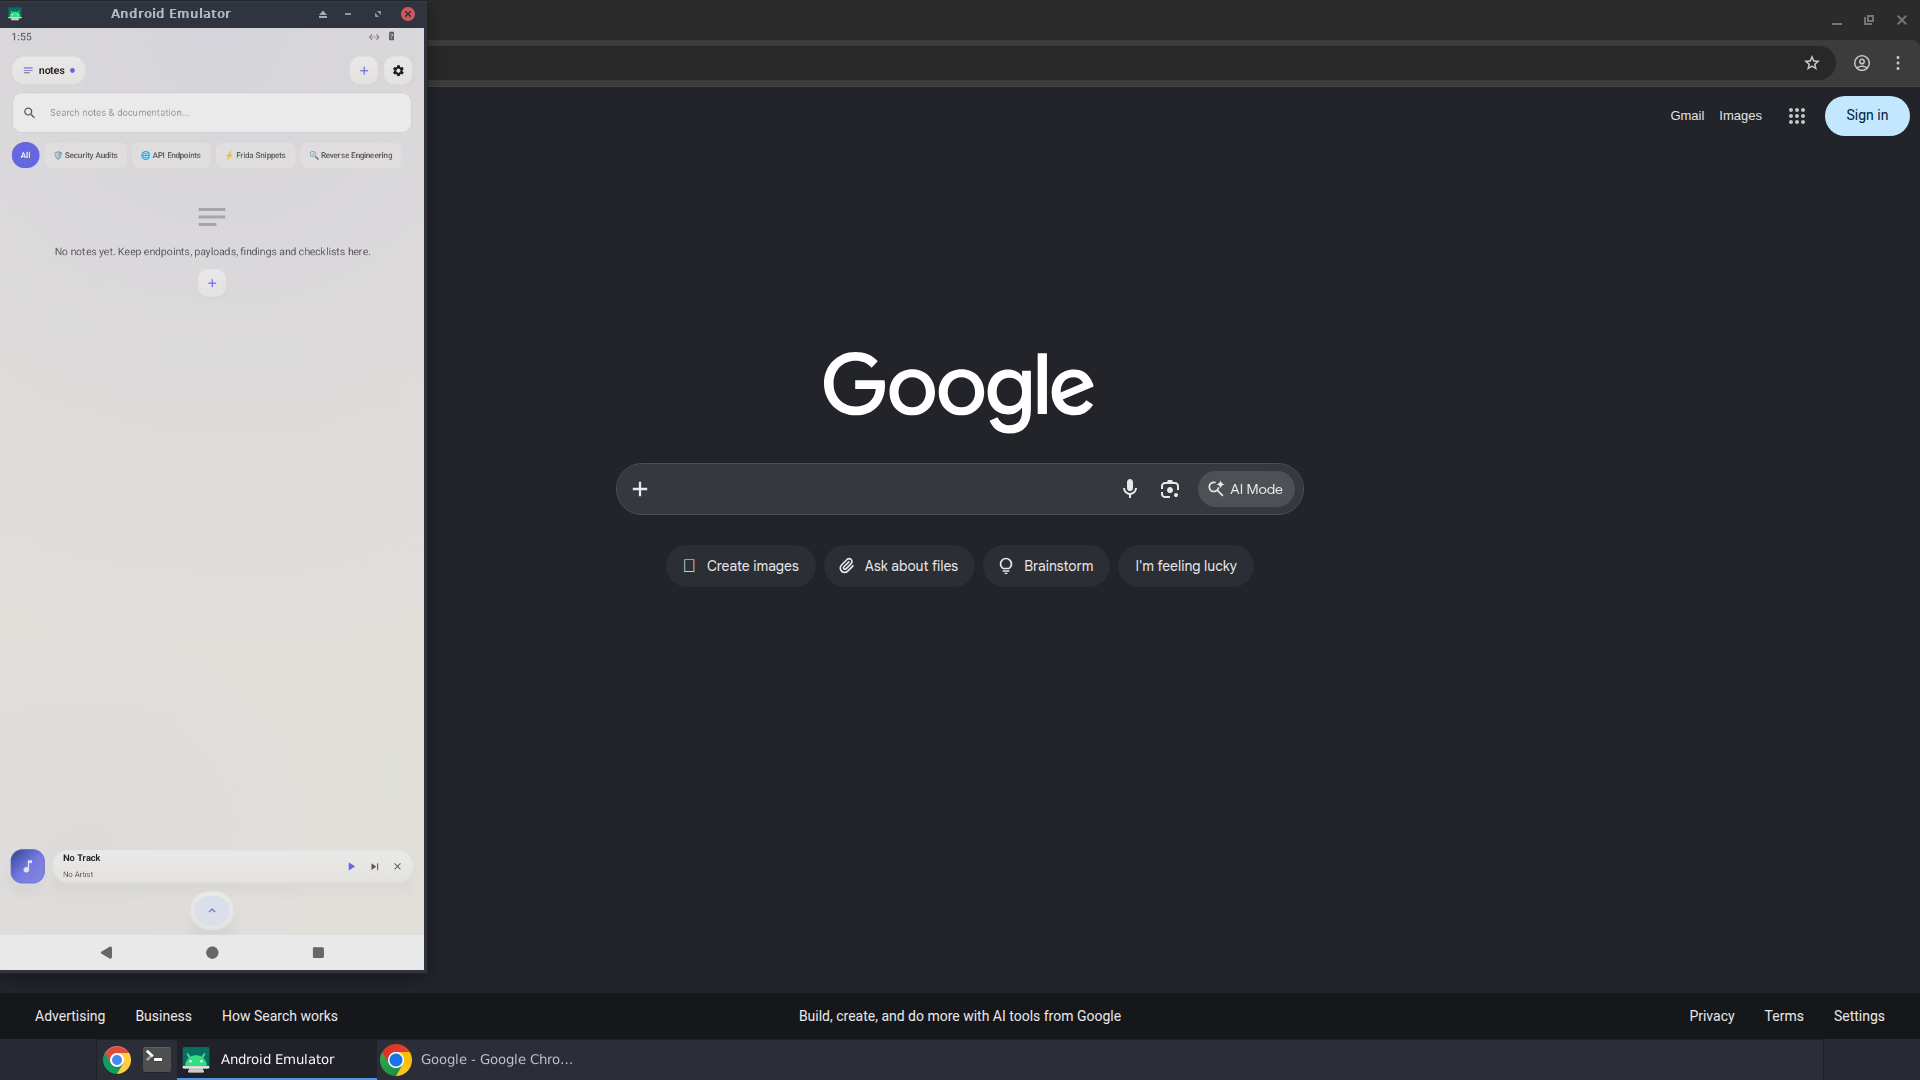 Android Emulator
1:55
notes
Search notes & documentation...
All
Security Audits
API Endpoints
Frida Snippets
Reverse Engineering
No notes yet. Keep endpoints, payloads, findings and checklists here.
No Track
No Artist
Gmail
Images
Sign in
Google
AI Mode
Create images
Ask about files
Brainstorm
I'm feeling lucky
Advertising
Business
How Search works
Build, create, and do more with AI tools from Google
Privacy
Terms
Settings
Android Emulator
Google - Google Chro...